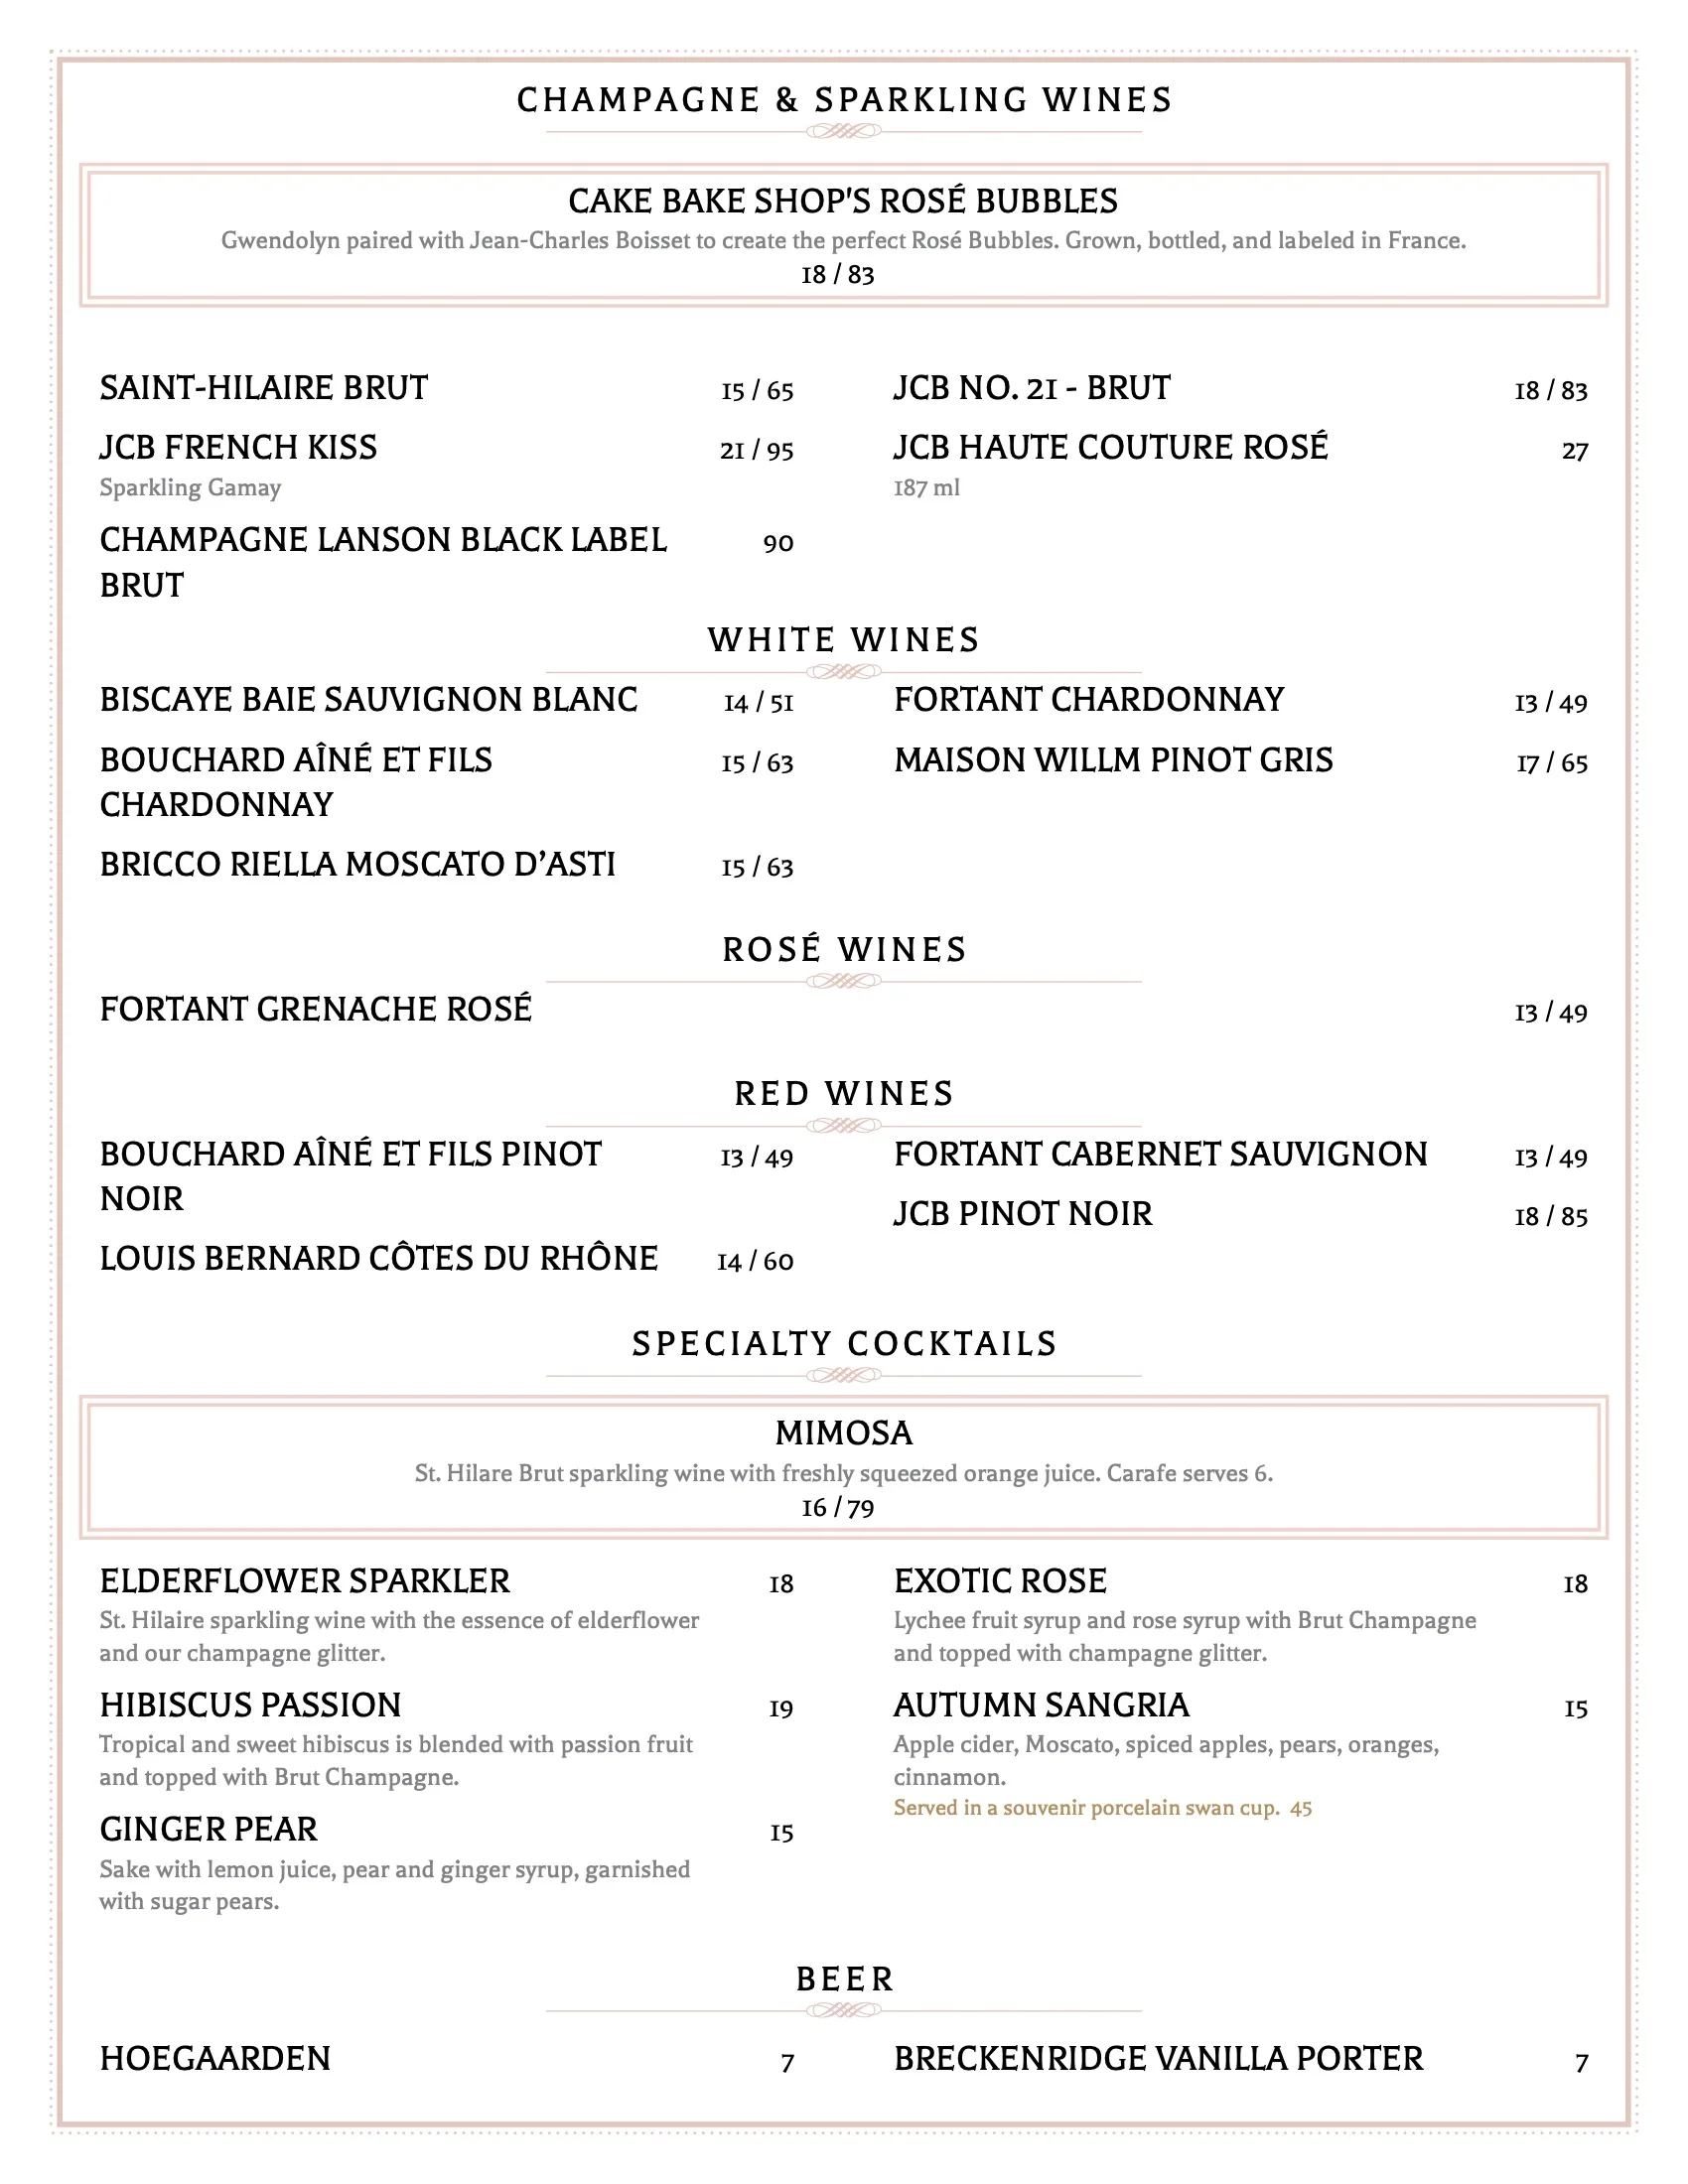 CHAMPAGNE & SPARKLING WINES
CAKE BAKE SHOP'S ROSÉ BUBBLES
Gwendolyn paired with Jean-Charles Boisset to create the perfect Rosé Bubbles. Grown, bottled, and labeled in France.
18 / 83
SAINT-HILAIRE BRUT 15 / 65
JCB FRENCH KISS 21 / 95
Sparkling Gamay
CHAMPAGNE LANSON BLACK LABEL 90
BRUT
JCB NO. 21 - BRUT 18 / 83
JCB HAUTE COUTURE ROSÉ 27
187 ml
WHITE WINES
BISCAYE BAIE SAUVIGNON BLANC 14 / 51
BOUCHARD AÎNÉ ET FILS 15 / 63
CHARDONNAY
BRICCO RIELLA MOSCATO D’ASTI 15 / 63
FORTANT CHARDONNAY 13 / 49
MAISON WILLM PINOT GRIS 17 / 65
ROSÉ WINES
FORTANT GRENACHE ROSÉ 13 / 49
RED WINES
BOUCHARD AÎNÉ ET FILS PINOT 13 / 49
NOIR
LOUIS BERNARD CÔTES DU RHÔNE 14 / 60
FORTANT CABERNET SAUVIGNON 13 / 49
JCB PINOT NOIR 18 / 85
SPECIALTY COCKTAILS
MIMOSA
St. Hilare Brut sparkling wine with freshly squeezed orange juice. Carafe serves 6.
16 / 79
ELDERFLOWER SPARKLER 18
St. Hilaire sparkling wine with the essence of elderflower
and our champagne glitter.
HIBISCUS PASSION 19
Tropical and sweet hibiscus is blended with passion fruit
and topped with Brut Champagne.
GINGER PEAR 15
Sake with lemon juice, pear and ginger syrup, garnished
with sugar pears.
EXOTIC ROSE 18
Lychee fruit syrup and rose syrup with Brut Champagne
and topped with champagne glitter.
AUTUMN SANGRIA 15
Apple cider, Moscato, spiced apples, pears, oranges,
cinnamon.
Served in a souvenir porcelain swan cup. 45
BEER
HOEGAARDEN 7
BRECKENRIDGE VANILLA PORTER 7